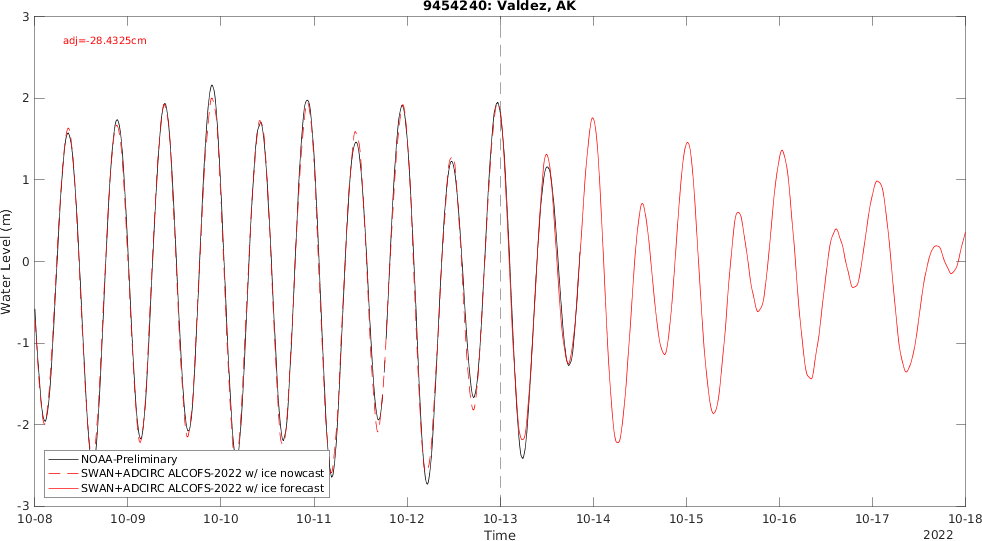 9454240: Valdez, AK
adj=-28.4325cm
3
2
1
0
-1
-2
-3
Water Level (m)
NOAA-Preliminary
SWAN+ADCIRC ALCOFS-2022 w/ ice nowcast
SWAN+ADCIRC ALCOFS-2022 w/ ice forecast
10-08 10-09 10-10 10-11 10-12 10-13 10-14 10-15 10-16 10-17 10-18
Time
2022